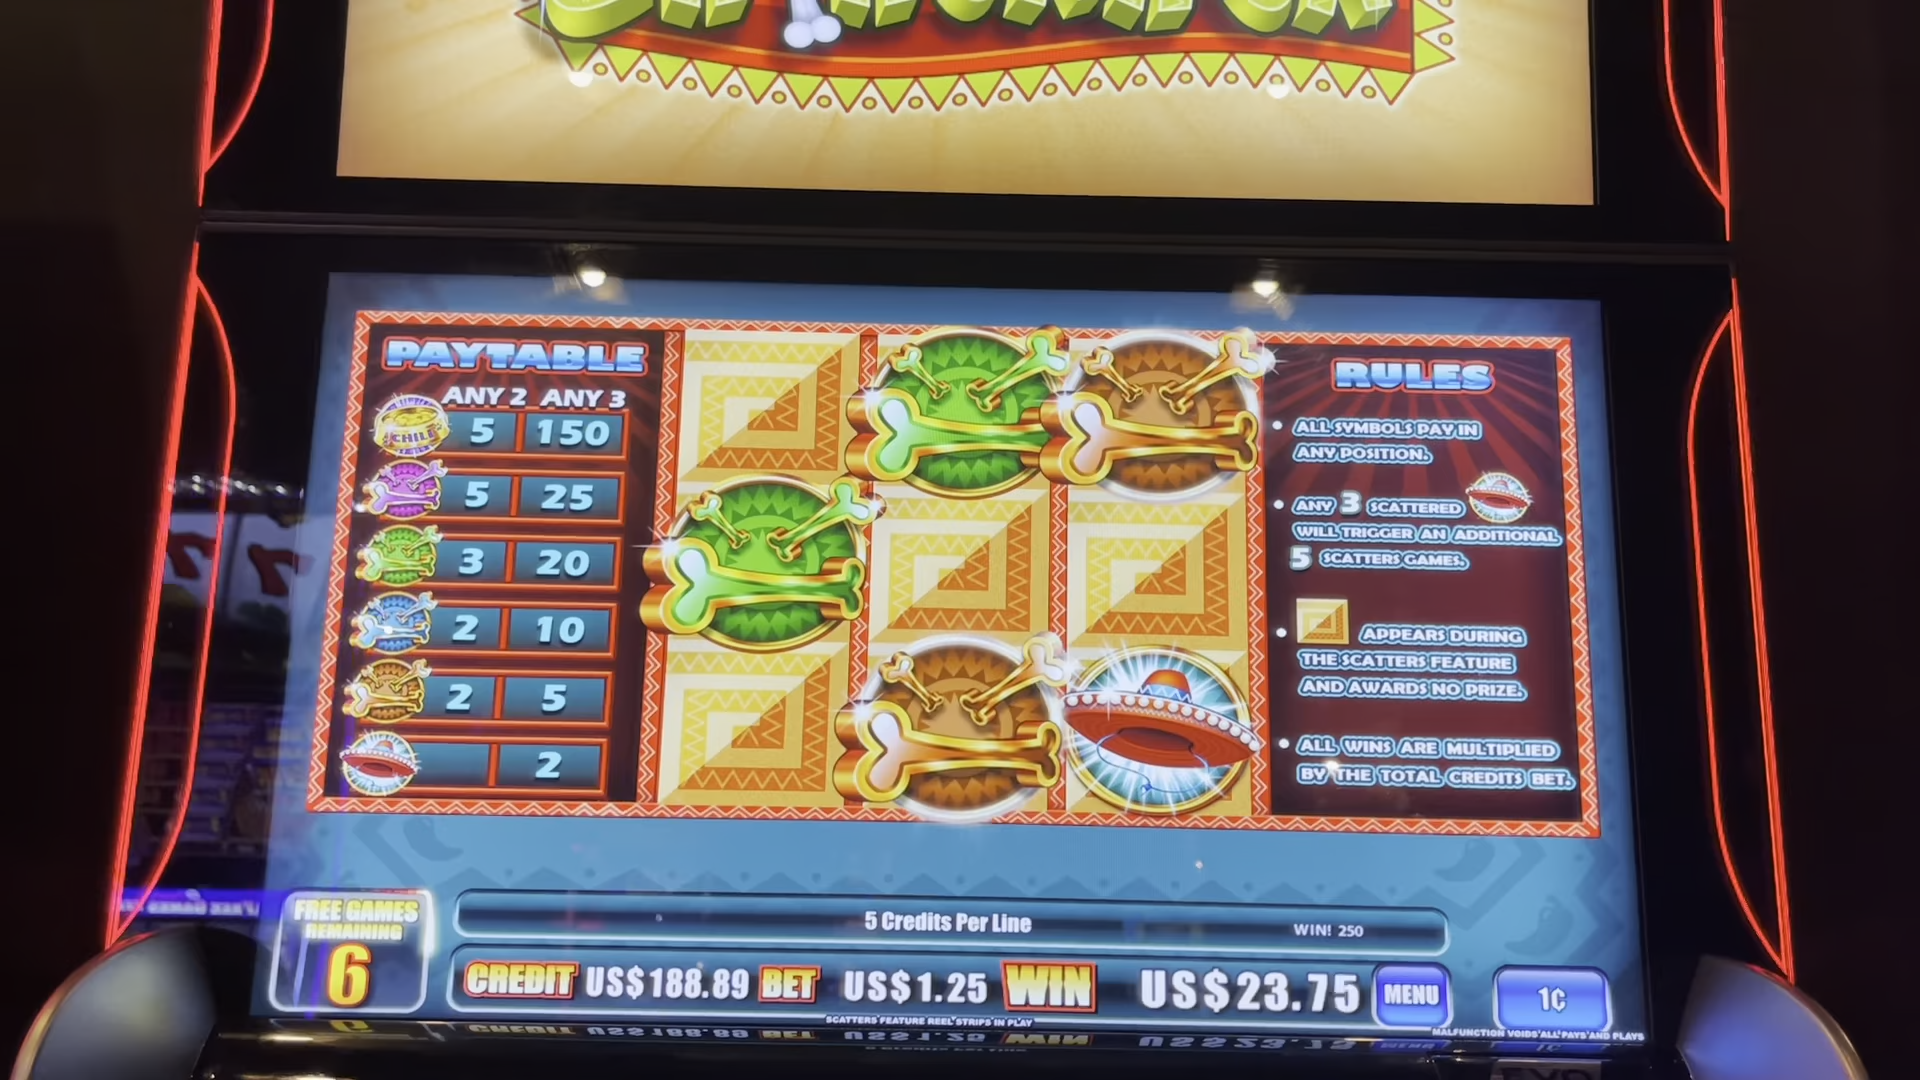 PAYTABLE
ANY 2 ANY 3
CHILI
5 150
5 25
3 20
2 10
2 5
2
RULES
• ALL SYMBOLS PAY IN
ANY POSITION.
• ANY 3 SCATTERED
WILL TRIGGER AN ADDITIONAL
5 SCATTERS GAMES.
• APPEARS DURING
THE SCATTERS FEATURE
AND AWARDS NO PRIZE.
• ALL WINS ARE MULTIPLIED
BY THE TOTAL CREDITS BET.
FREE GAMES
REMAINING
6
5 Credits Per Line
WIN! 250
CREDIT US$188.89 BET US$1.25 WIN US$23.75 MENU 1¢
SCATTERS FEATURE REEL STRIPS IN PLAY
MALFUNCTION VOIDS ALL PAYS AND PLAYS